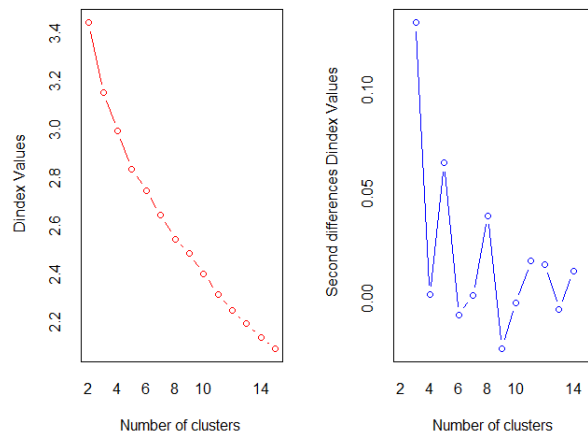 Dindex Values
3.4
3.2
3.0
2.8
2.6
2.4
2.2
2 4 6 8 10 14
Number of clusters
Second differences Dindex Values
0.10
0.05
0.00
2 4 6 8 10 14
Number of clusters